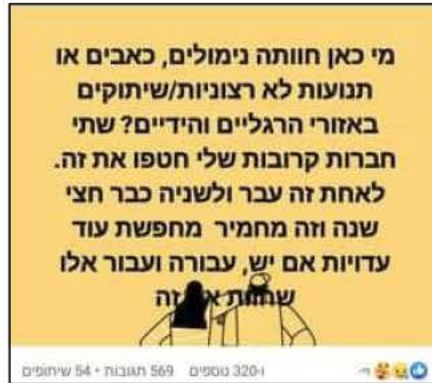 מי כאן חוותה נימולים, כאבים או
תנועות לא רצוניות/שיתוקים
באזורי הרגליים והידיים? שתי
חברות קרובות שלי חטפו את זה.
לאחת זה עבר ולשניה כבר חצי
שנה וזה מחמיר מחפשת עוד
עדויות אם יש, עבורה ועבור אלו
שחוות את זה
ו-320 נוספים 569 תגובות • 54 שיתופים